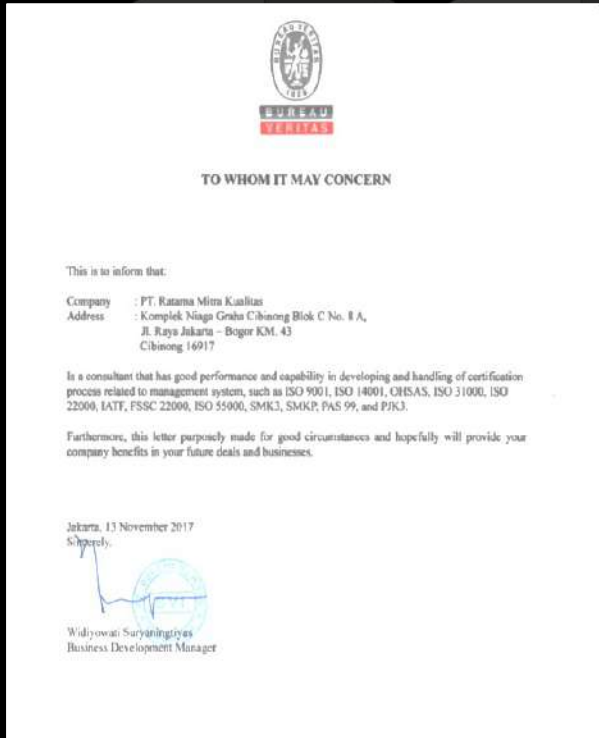 BUREAU VERITAS
1828
BUREAU
VERITAS
TO WHOM IT MAY CONCERN
This is to inform that:
Company : PT. Ratama Mitra Kualitas
Address : Komplek Niaga Graha Cibinong Blok C No. 8 A,
Jl. Raya Jakarta – Bogor KM. 43
Cibinong 16917
Is a consultant that has good performance and capability in developing and handling of certification
process related to management system, such as ISO 9001, ISO 14001, OHSAS, ISO 31000, ISO
22000, IATF, FSSC 22000, ISO 55000, SMK3, SMKP, PAS 99, and PJK3.
Furthermore, this letter purposely made for good circumstances and hopefully will provide your
company benefits in your future deals and businesses.
Jakarta, 13 November 2017
Sincerely,
Widiyowati Suryaningtiyas
Business Development Manager